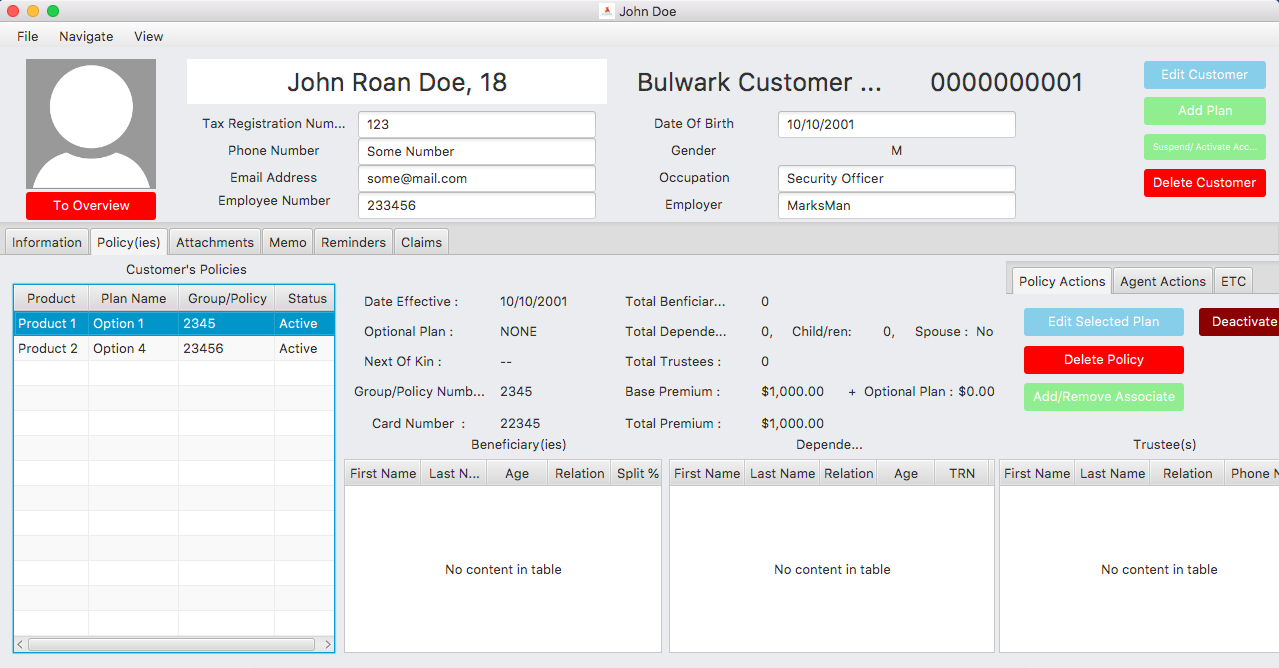 John Doe
File Navigate View
John Roan Doe, 18 Bulwark Customer ... 0000000001
Edit Customer
Tax Registration Num... 123 Date Of Birth 10/10/2001
Add Plan
Phone Number Some Number Gender M
Suspend/ Activate Acc...
Email Address some@mail.com Occupation Security Officer
Delete Customer
Employee Number 233456 Employer MarksMan
To Overview
Information Policy(ies) Attachments Memo Reminders Claims
Customer's Policies
Product Plan Name Group/Policy Status
Product 1 Option 1 2345 Active
Product 2 Option 4 23456 Active
Date Effective : 10/10/2001 Total Benficiar... 0
Optional Plan : NONE Total Depende... 0, Child/ren: 0, Spouse : No
Next Of Kin : -- Total Trustees : 0
Group/Policy Numb... 2345 Base Premium : $1,000.00 + Optional Plan : $0.00
Card Number : 22345 Total Premium : $1,000.00
Policy Actions Agent Actions ETC
Edit Selected Plan Deactivate
Delete Policy
Add/Remove Associate
Beneficiary(ies) Depende... Trustee(s)
First Name Last N... Age Relation Split % First Name Last Name Relation Age TRN First Name Last Name Relation Phone N
No content in table No content in table No content in table